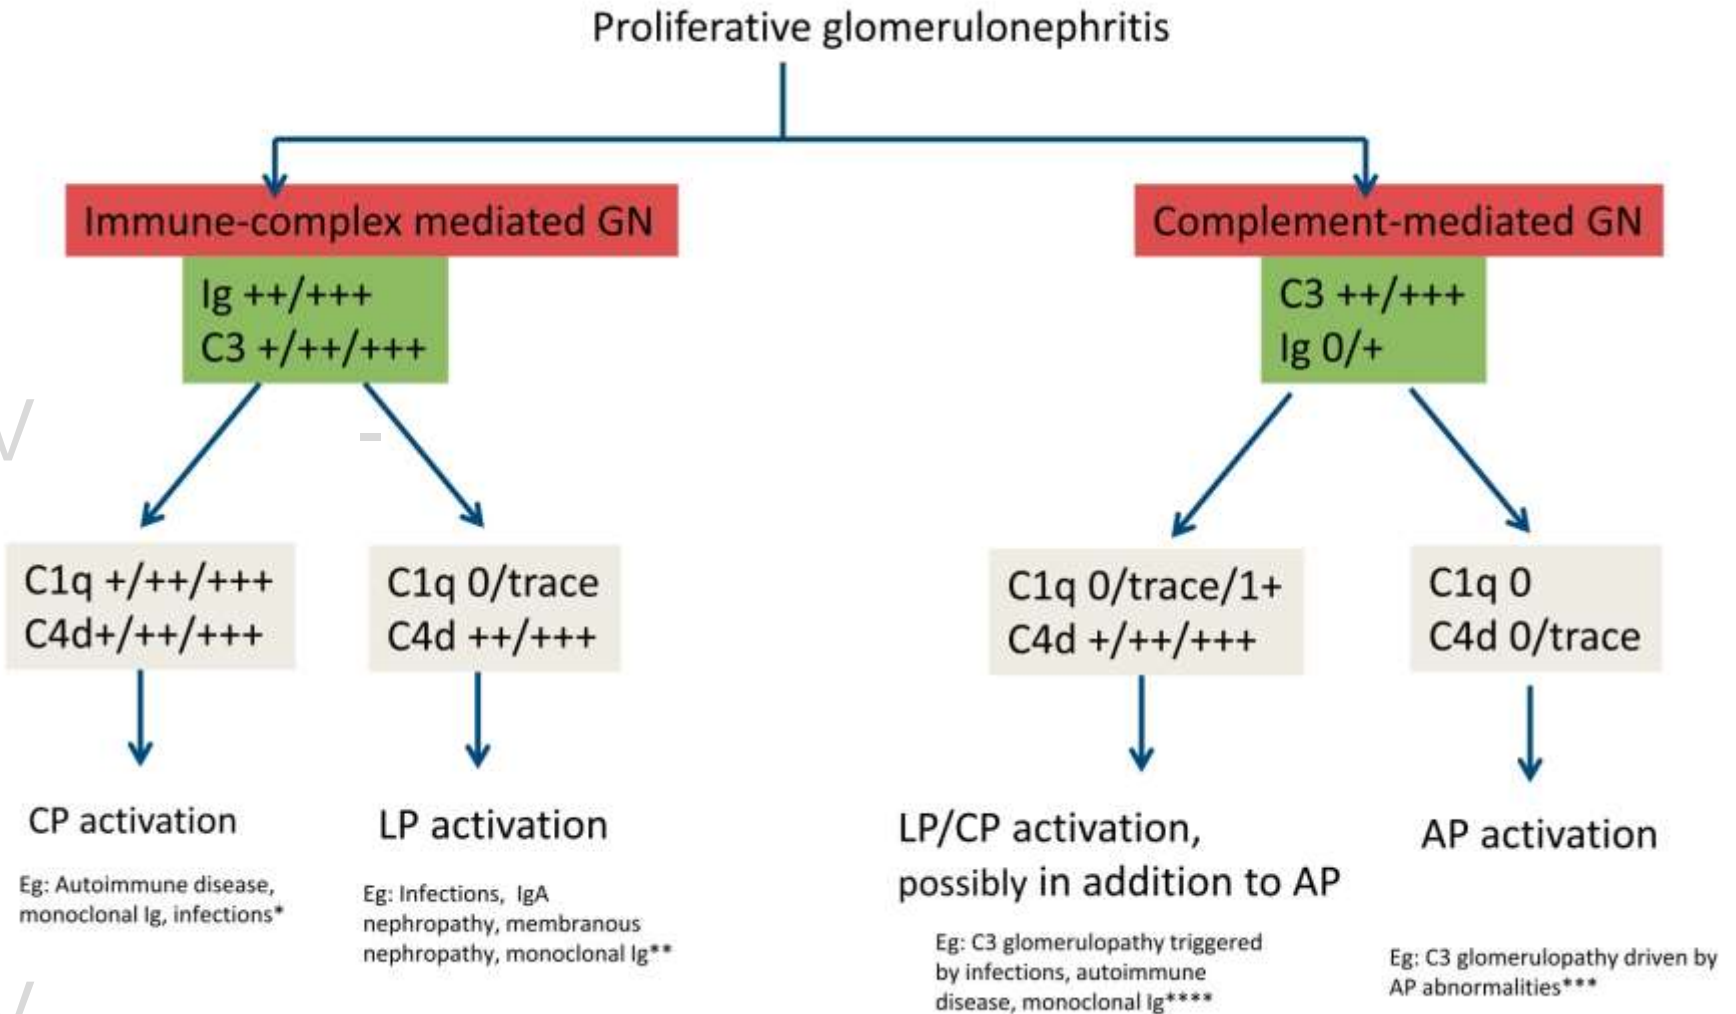 Proliferative glomerulonephritis
Immune-complex mediated GN
Ig ++/+++
C3 +/++/+++
C1q +/++/+++
C4d+/++/+++
CP activation
Eg: Autoimmune disease,
monoclonal Ig, infections*
C1q 0/trace
C4d ++/+++
LP activation
Eg: Infections, IgA
nephropathy, membranous
nephropathy, monoclonal Ig**
Complement-mediated GN
C3 ++/+++
Ig 0/+
C1q 0/trace/1+
C4d +/++/+++
LP/CP activation,
possibly in addition to AP
Eg: C3 glomerulopathy triggered
by infections, autoimmune
disease, monoclonal Ig****
C1q 0
C4d 0/trace
AP activation
Eg: C3 glomerulopathy driven by
AP abnormalities***